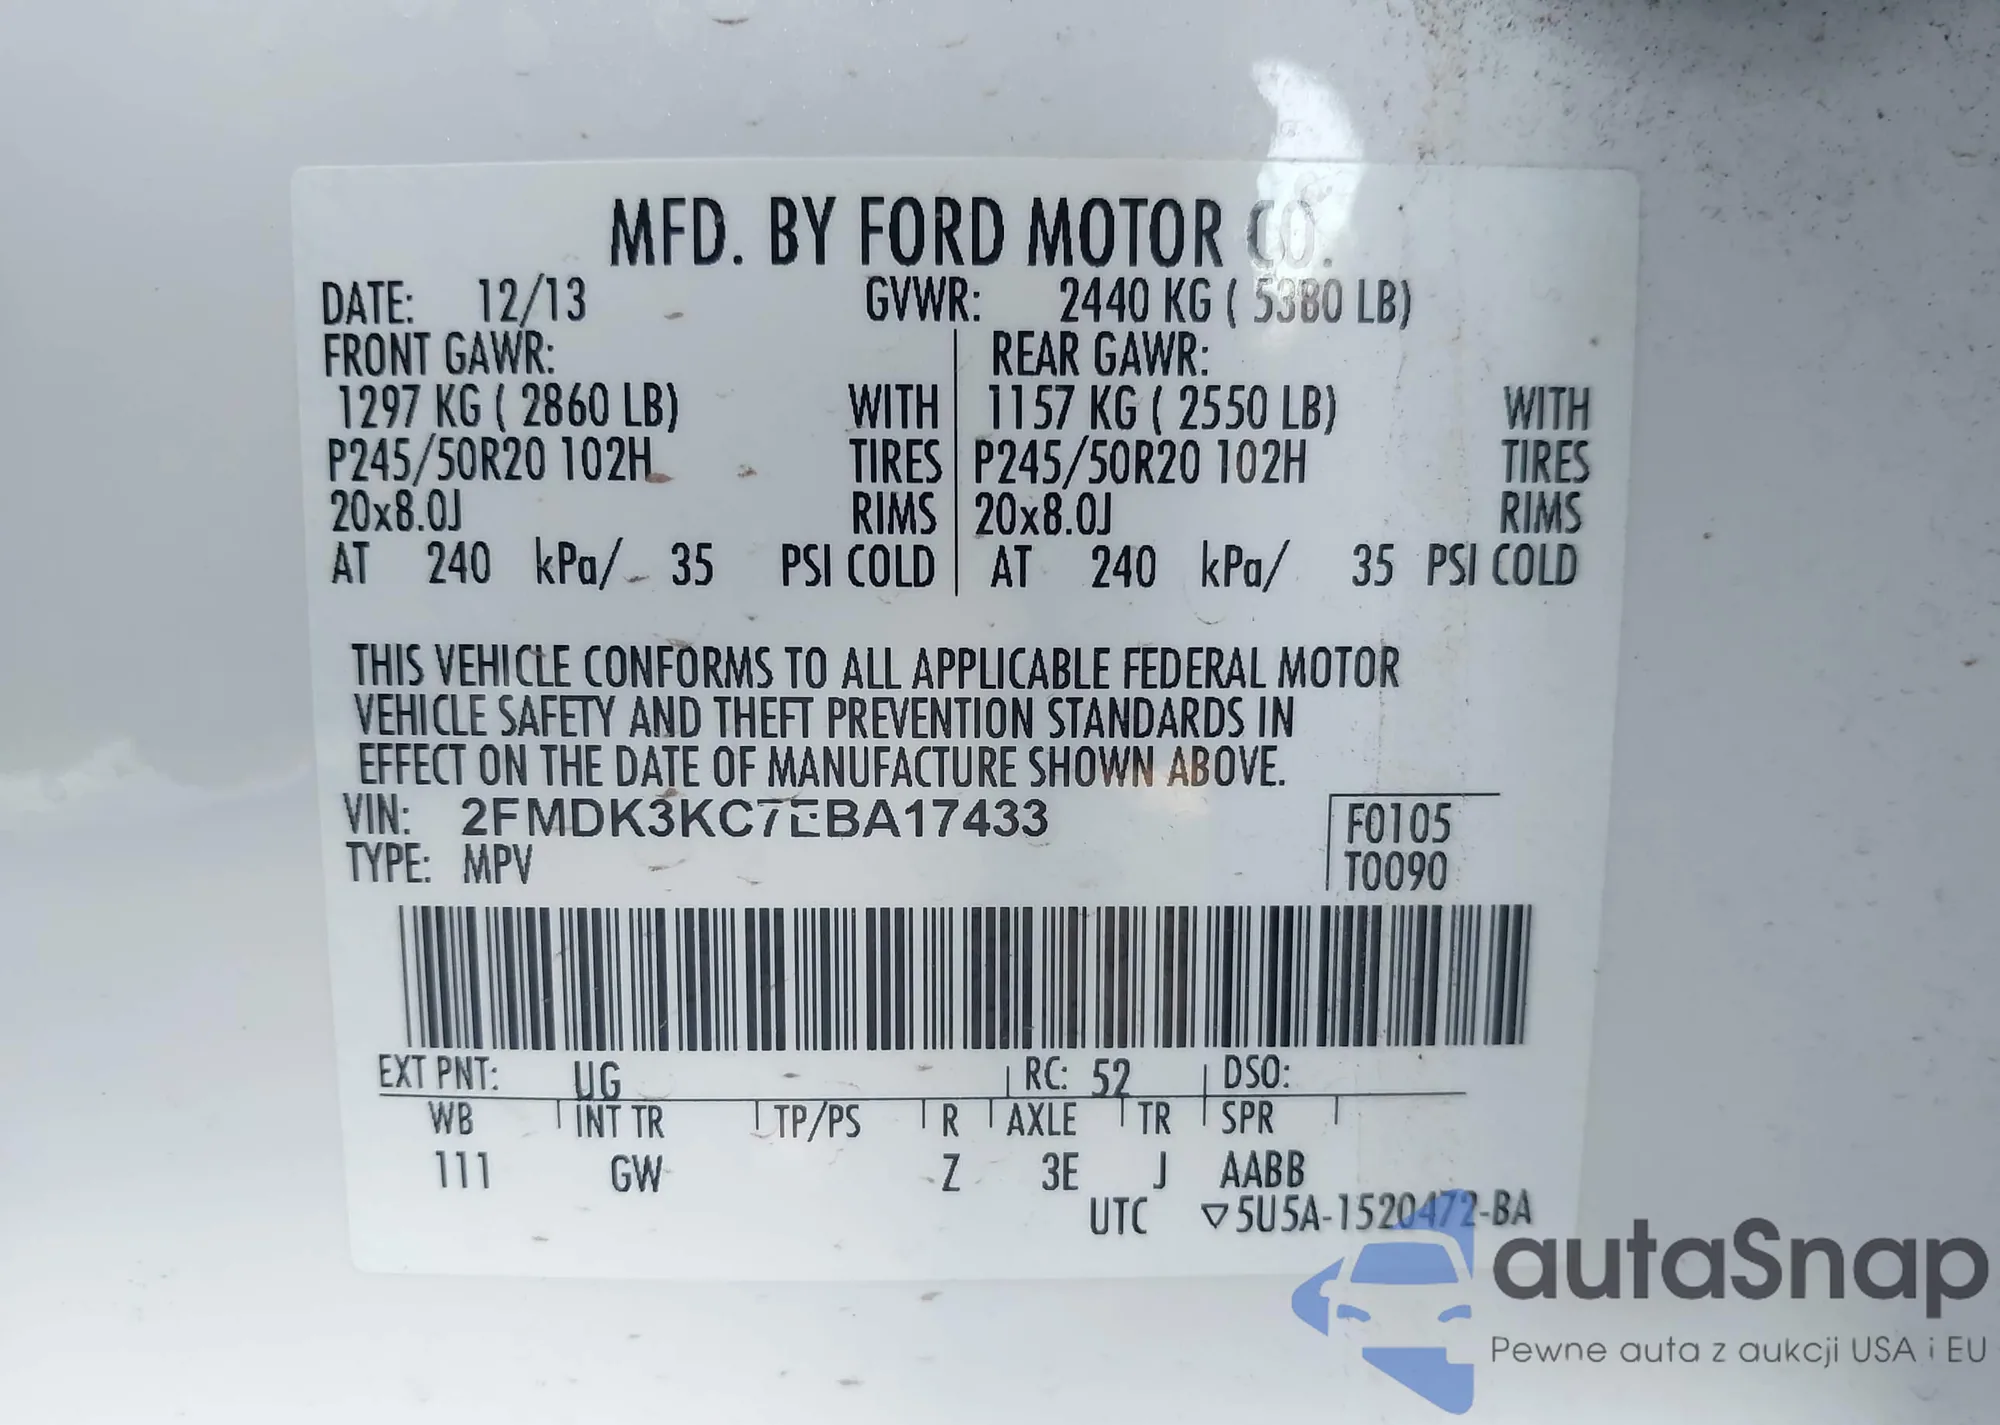 MFD. BY FORD MOTOR CO.
DATE: 12/13 GVWR: 2440 KG ( 5380 LB)
FRONT GAWR: REAR GAWR:
1297 KG ( 2860 LB) WITH 1157 KG ( 2550 LB) WITH
P245/50R20 102H TIRES P245/50R20 102H TIRES
20x8.0J RIMS 20x8.0J RIMS
AT 240 kPa/ 35 PSI COLD AT 240 kPa/ 35 PSI COLD
THIS VEHICLE CONFORMS TO ALL APPLICABLE FEDERAL MOTOR
VEHICLE SAFETY AND THEFT PREVENTION STANDARDS IN
EFFECT ON THE DATE OF MANUFACTURE SHOWN ABOVE.
VIN: 2FMDK3KC7EBA17433 F0105
TYPE: MPV T0090
EXT PNT: UG RC: 52 DSO:
WB INT TR TP/PS R AXLE TR SPR
111 GW Z 3E J AABB
UTC ▽5U5A-1520472-BA
autaSnap
Pewne auta z aukcji USA i EU